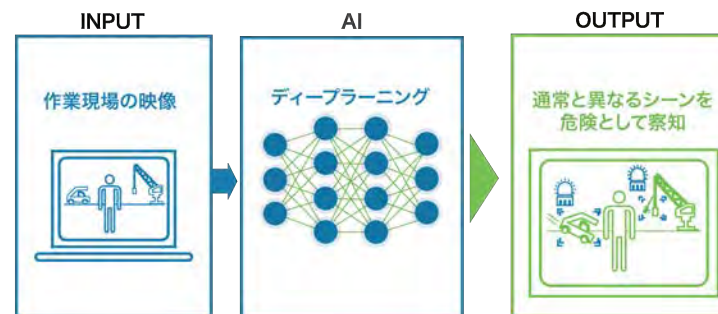 INPUT
作業現場の映像
AI
ディープラーニング
OUTPUT
通常と異なるシーンを
危険として察知